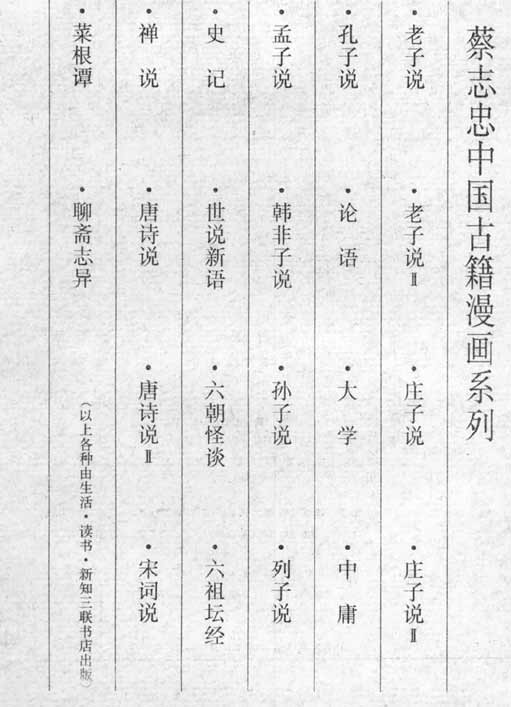 蔡志忠中国古籍漫画系列
•老子说 •老子说Ⅱ •庄子说 •庄子说Ⅱ
•孔子说 •论语 •大学 •中庸
•孟子说 •韩非子说 •孙子说 •列子说
•史记 •世说新语 •六朝怪谈 •六祖坛经
•禅说 •唐诗说 •唐诗说Ⅱ •宋词说
•菜根谭 •聊斋志异 (以上各种由生活·读书·新知三联书店出版)